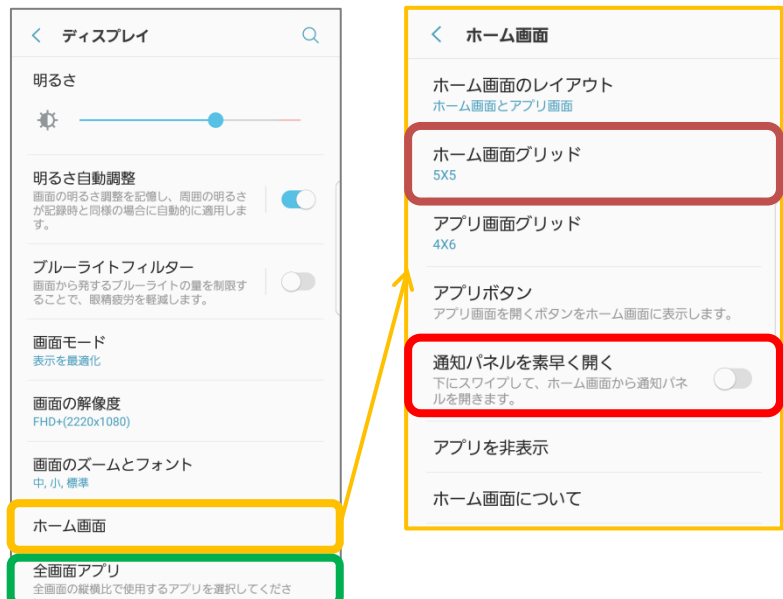 ディスプレイ
明るさ
明るさ自動調整
画面の明るさ調整を記憶し、周囲の明るさ
が記録時と同様の場合に自動的に適用しま
す。
ブルーライトフィルター
画面から発するブルーライトの量を制限す
ることで、眼精疲労を軽減します。
画面モード
表示を最適化
画面の解像度
FHD+(2220x1080)
画面のズームとフォント
中, 小, 標準
ホーム画面
全画面アプリ
全画面の縦横比で使用するアプリを選択してくださ
ホーム画面
ホーム画面のレイアウト
ホーム画面とアプリ画面
ホーム画面グリッド
5X5
アプリ画面グリッド
4X6
アプリボタン
アプリ画面を開くボタンをホーム画面に表示します。
通知パネルを素早く開く
下にスワイプして、ホーム画面から通知パネ
ルを開きます。
アプリを非表示
ホーム画面について